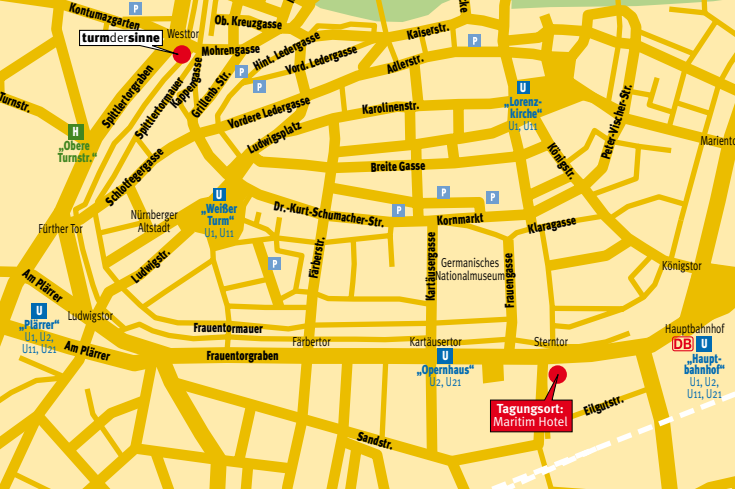 Kontumazgarten
P
Westtor
Ob. Kreuzgasse
turmdersinne
Mohrengasse
Hint. Ledergasse
Vord. Ledergasse
Kaiserstr.
P
Adlerstr.
P
P
Kappengasse
Grillenb. Str.
Spittlertorgraben
Spittlertormauer
Turnstr.
H
„Obere
Turnstr.“
Vordere Ledergasse
Ludwigsplatz
Karolinenstr.
U
„Lorenz-
kirche“
U1, U11
Peter-Vischer-Str.
Königstr.
Breite Gasse
Schlotfegergasse
U
„Weißer
Turm“
U1, U11
Nürnberger
Altstadt
Fürther Tor
Dr.-Kurt-Schumacher-Str.
P
P
P
Kornmarkt
Klaragasse
Ludwigstr.
P
Färberstr.
Kartäusergasse
Germanisches
Nationalmuseum
Frauengasse
Königstor
Am Plärrer
U
„Plärrer“
U1, U2,
U11, U21
Ludwigstor
Am Plärrer
Frauentormauer
Frauentorgraben
Färbertor
Kartäusertor
U
„Opernhaus“
U2, U21
Sterntor
Hauptbahnhof
DB
U
„Haupt-
bahnhof“
U1, U2,
U11, U21
Tagungsort:
Maritim Hotel
Eilgutstr.
Sandstr.